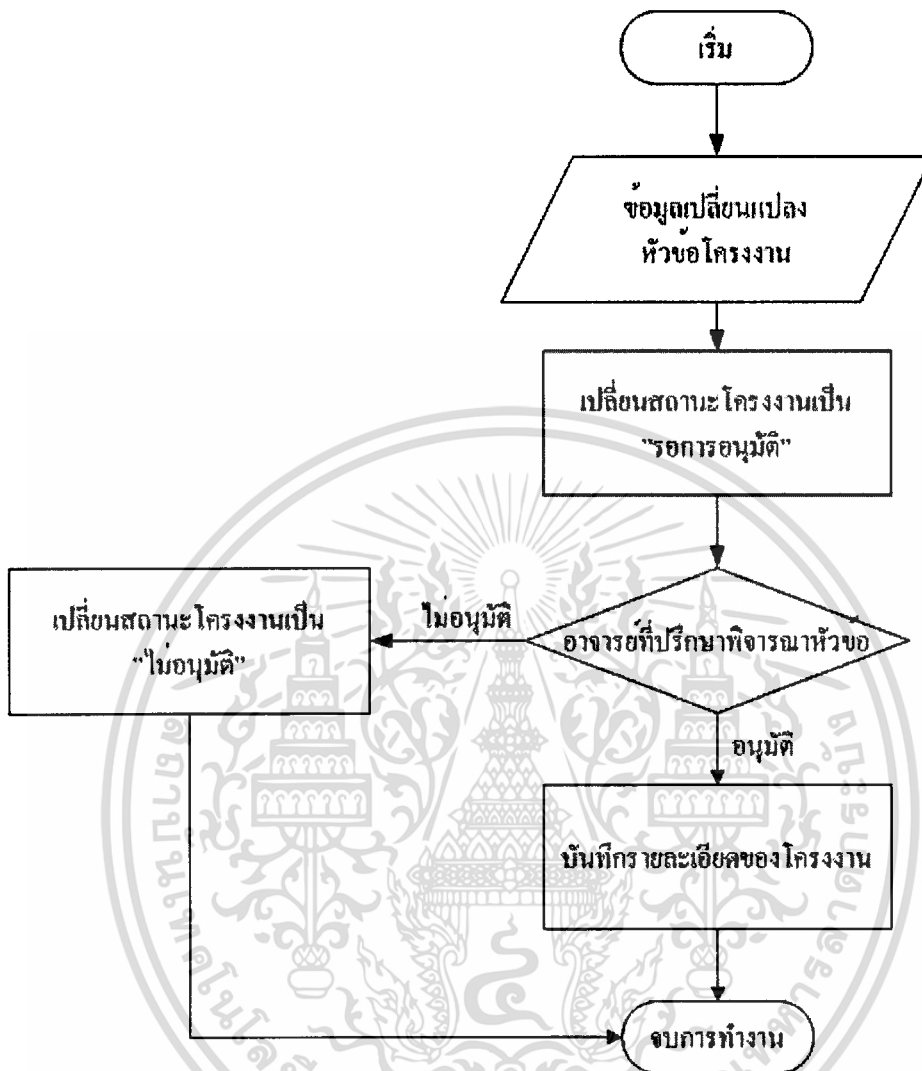 เริ่ม
ข้อมูลเปลี่ยนแปลง
หัวข้อโครงงาน
เปลี่ยนสถานะโครงงานเป็น
"รอการอนุมัติ"
อาจารย์ที่ปรึกษาพิจารณาหัวข้อ
ไม่อนุมัติ
เปลี่ยนสถานะโครงงานเป็น
"ไม่อนุมัติ"
อนุมัติ
บันทึกรายละเอียดของโครงงาน
จบการทำงาน